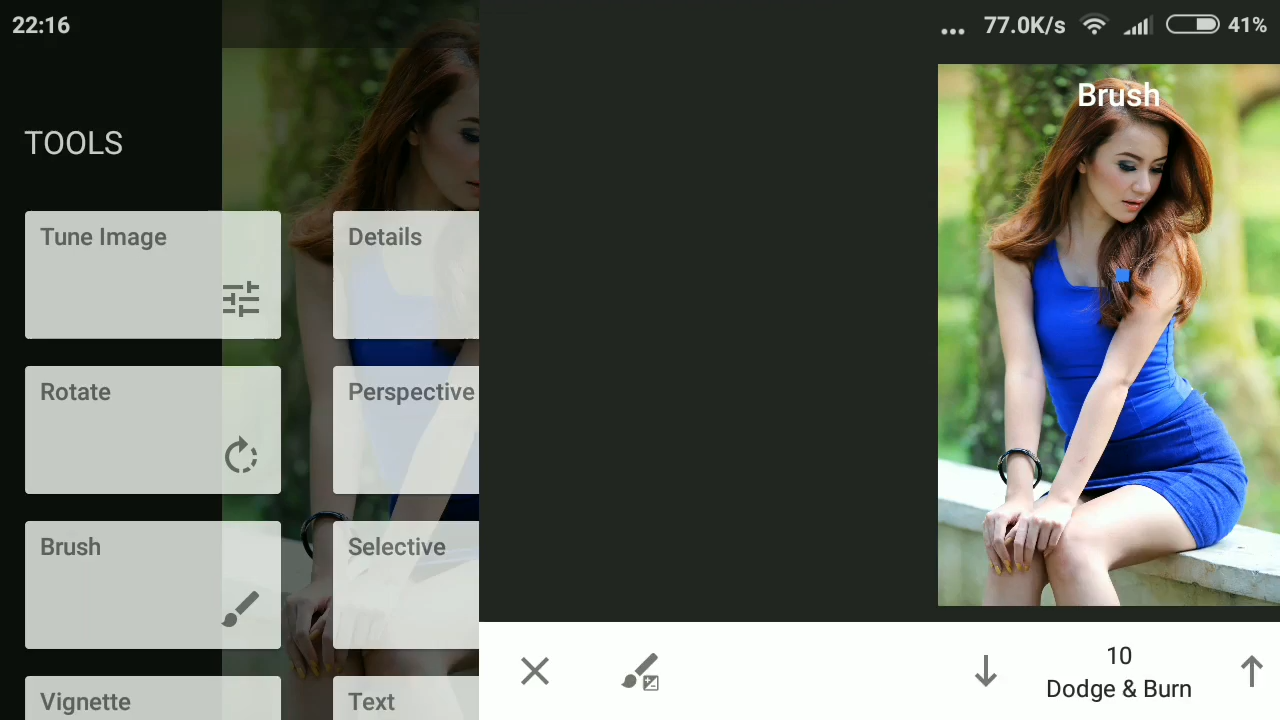 22:16
... 77.0K/s 41%
TOOLS
Brush
Tune Image
Details
Rotate
Perspective
Brush
Selective
Vignette
Text
10
Dodge & Burn